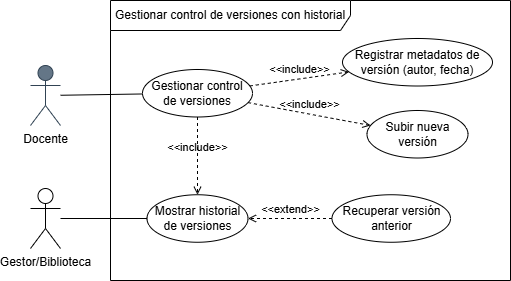 Gestionar control de versiones con historial
Registrar metadatos de
versión (autor, fecha)
<<include>>
Gestionar control
de versiones
<<include>>
Subir nueva
versión
Docente
<<include>>
Mostrar historial
de versiones
<<extend>>
Recuperar versión
anterior
Gestor/Biblioteca